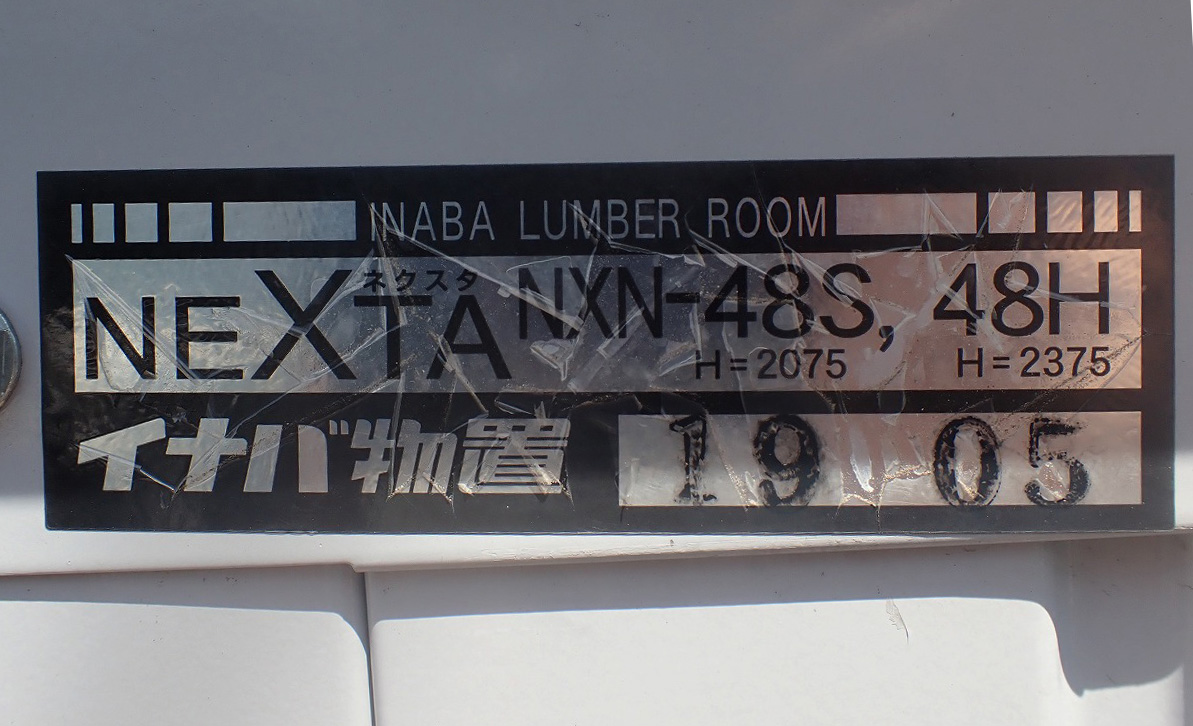 INABA LUMBER ROOM
ネクスタ
NEXTA NXN-48S, 48H
H=2075 H=2375
イナバ物置 19 05